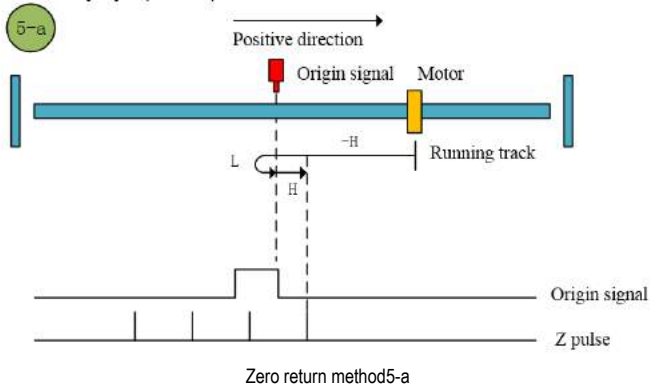 5-a
Positive direction
Origin signal
Motor
-H
Running track
L
H
Origin signal
Z pulse
Zero return method5-a